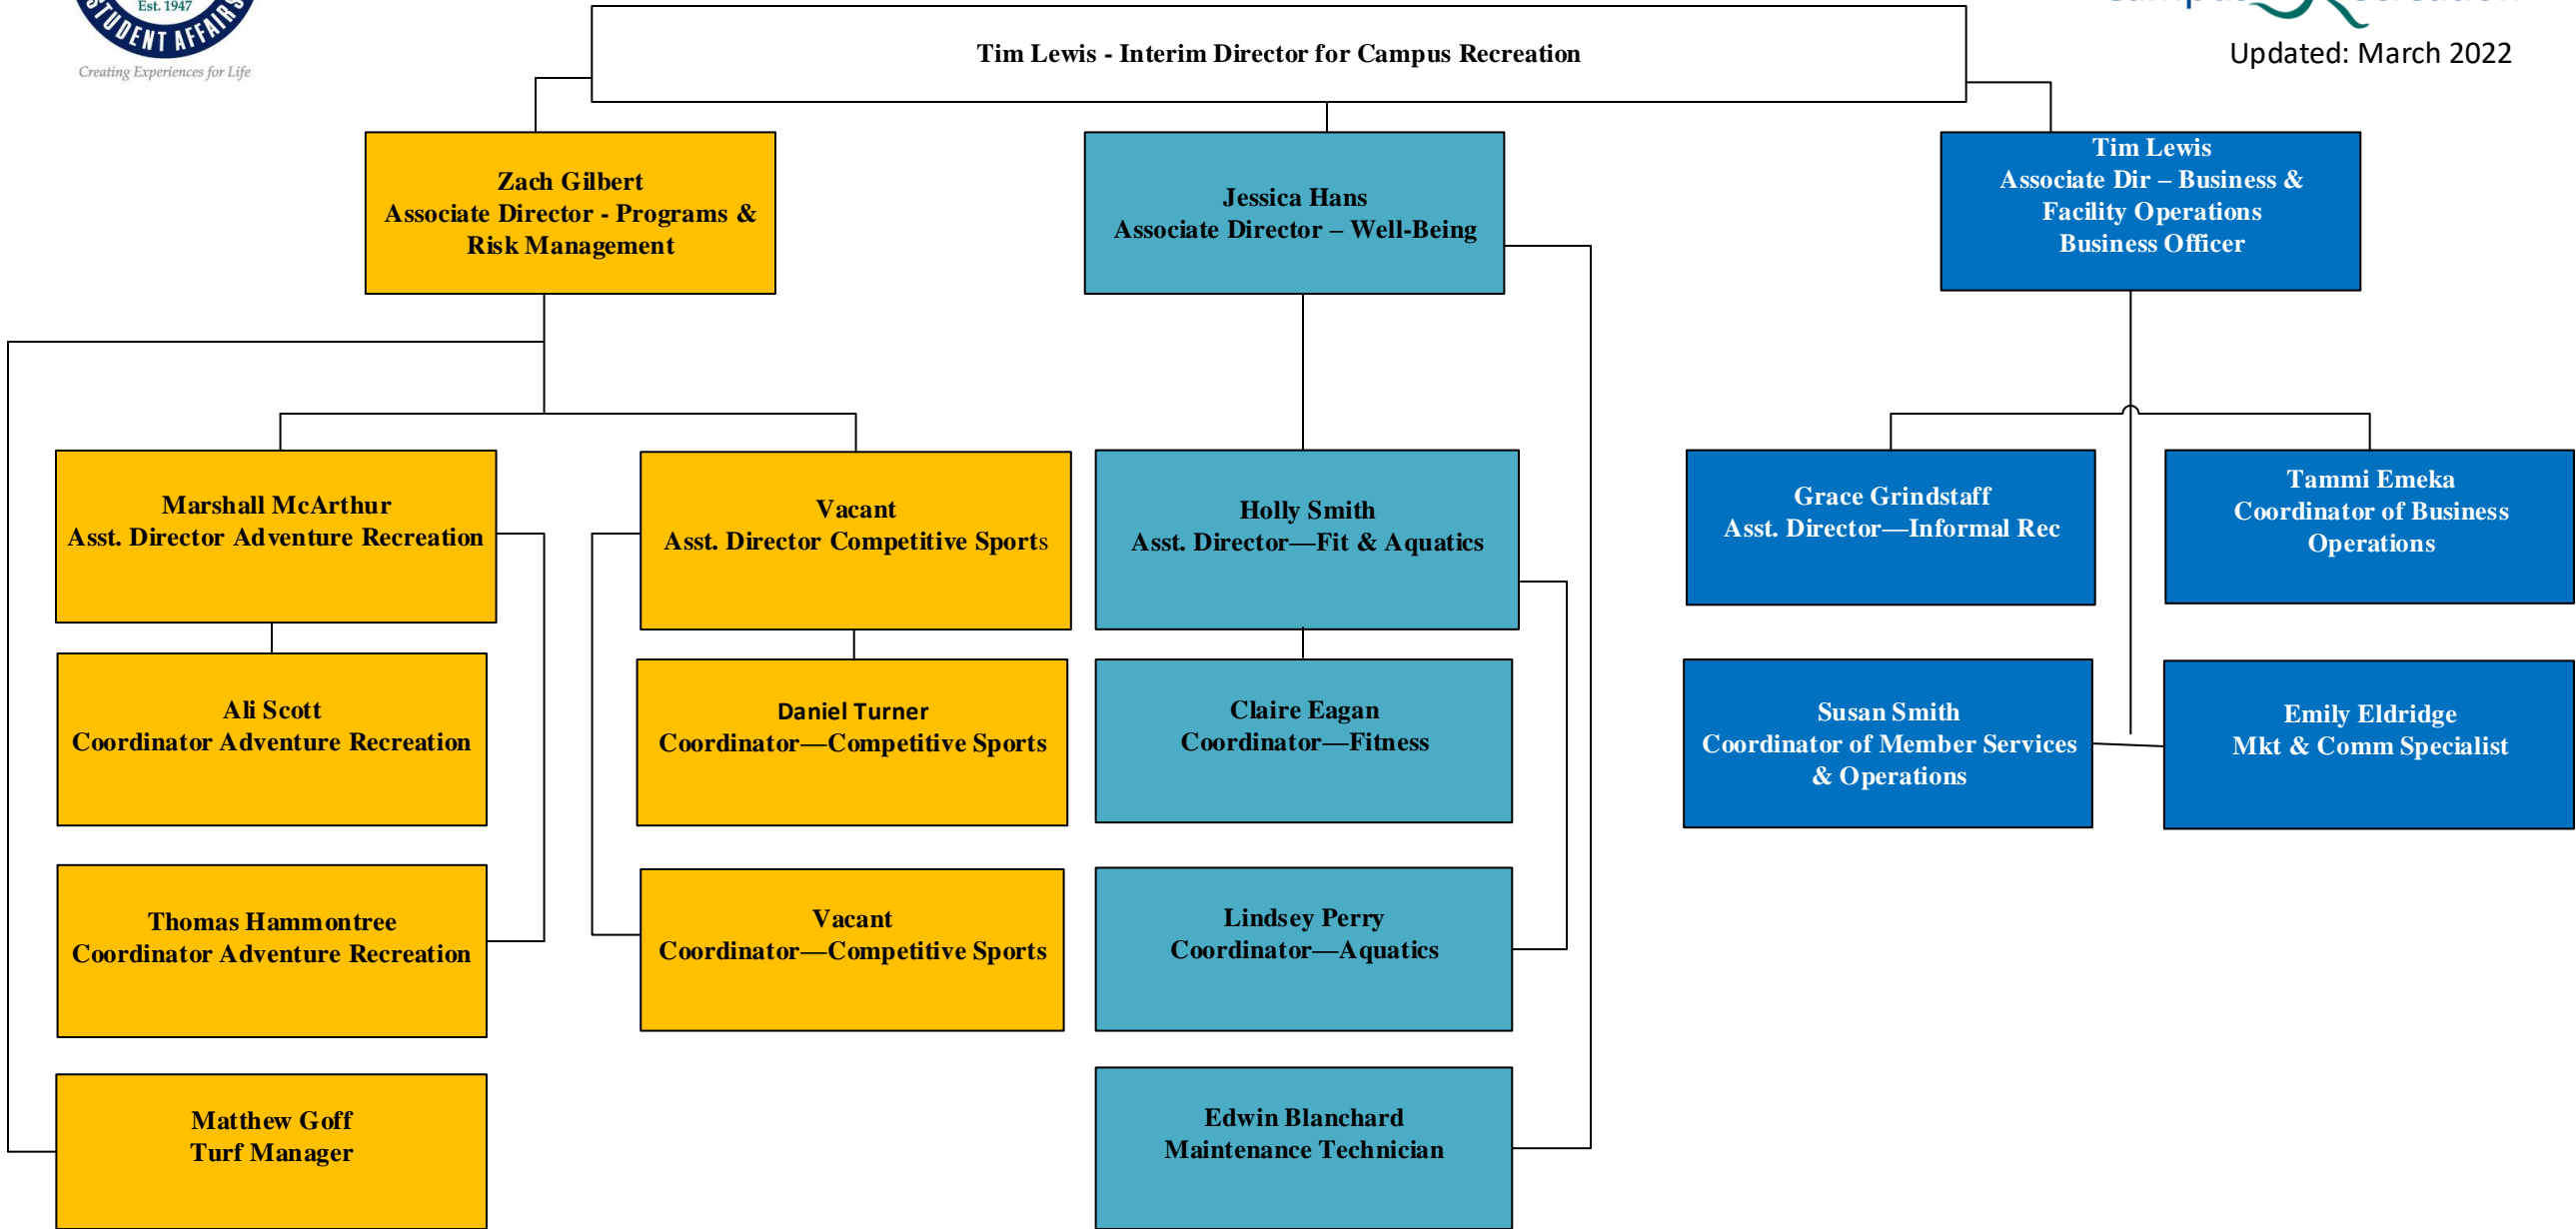 Est. 1947
STUDENT AFFAIRS
Creating Experiences for Life
Updated: March 2022
Tim Lewis - Interim Director for Campus Recreation
Zach Gilbert
Associate Director - Programs &
Risk Management
Jessica Hans
Associate Director – Well-Being
Tim Lewis
Associate Dir – Business &
Facility Operations
Business Officer
Marshall McArthur
Asst. Director Adventure Recreation
Vacant
Asst. Director Competitive Sports
Holly Smith
Asst. Director—Fit & Aquatics
Grace Grindstaff
Asst. Director—Informal Rec
Tammi Emeka
Coordinator of Business
Operations
Ali Scott
Coordinator Adventure Recreation
Daniel Turner
Coordinator—Competitive Sports
Claire Eagan
Coordinator—Fitness
Susan Smith
Coordinator of Member Services
& Operations
Emily Eldridge
Mkt & Comm Specialist
Thomas Hammontree
Coordinator Adventure Recreation
Vacant
Coordinator—Competitive Sports
Lindsey Perry
Coordinator—Aquatics
Matthew Goff
Turf Manager
Edwin Blanchard
Maintenance Technician